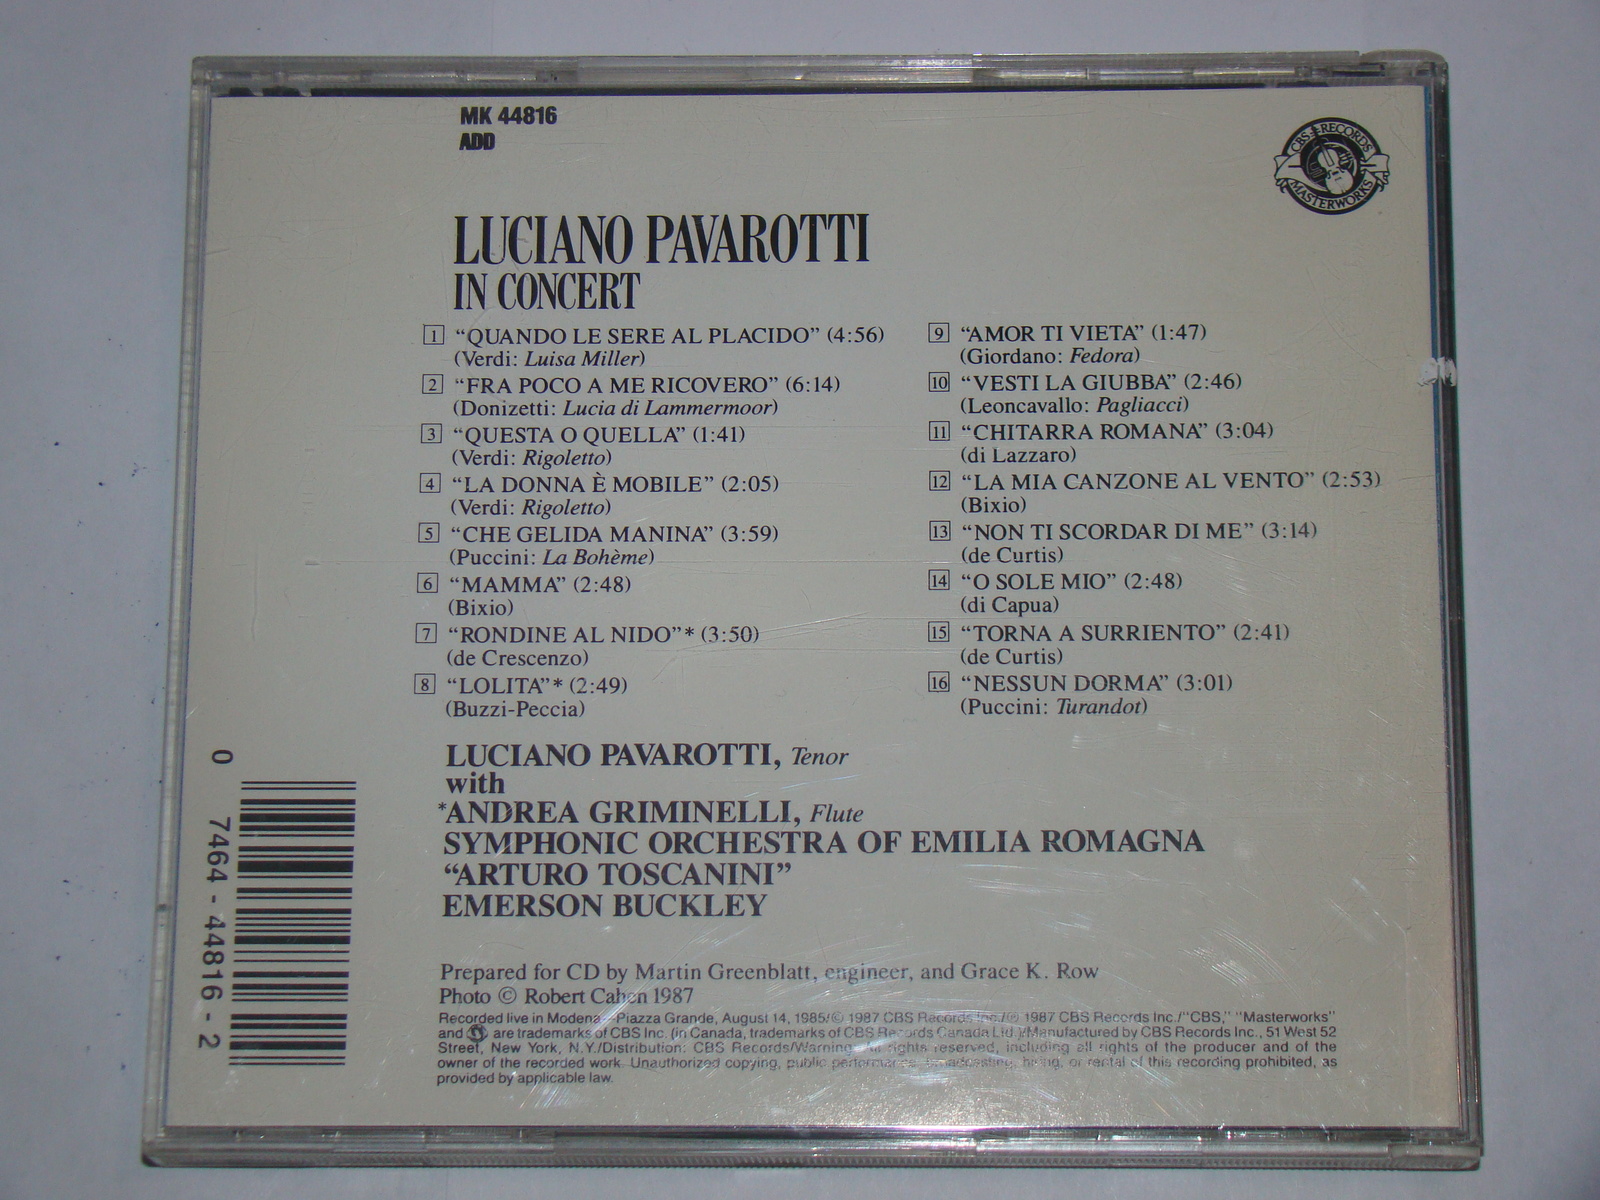 MK 44816
ADD
CBS RECORDS
MASTERWORKS
LUCIANO PAVAROTTI
IN CONCERT
1 “QUANDO LE SERE AL PLACIDO” (4:56)
(Verdi: Luisa Miller)
2 “FRA POCO A ME RICOVERO” (6:14)
(Donizetti: Lucia di Lammermoor)
3 “QUESTA O QUELLA” (1:41)
(Verdi: Rigoletto)
4 “LA DONNA È MOBILE” (2:05)
(Verdi: Rigoletto)
5 “CHE GELIDA MANINA” (3:59)
(Puccini: La Bohème)
6 “MAMMA” (2:48)
(Bixio)
7 “RONDINE AL NIDO”* (3:50)
(de Crescenzo)
8 “LOLITA”* (2:49)
(Buzzi-Peccia)
9 “AMOR TI VIETA” (1:47)
(Giordano: Fedora)
10 “VESTI LA GIUBBA” (2:46)
(Leoncavallo: Pagliacci)
11 “CHITARRA ROMANA” (3:04)
(di Lazzaro)
12 “LA MIA CANZONE AL VENTO” (2:53)
(Bixio)
13 “NON TI SCORDAR DI ME” (3:14)
(de Curtis)
14 “O SOLE MIO” (2:48)
(di Capua)
15 “TORNA A SURRIENTO” (2:41)
(de Curtis)
16 “NESSUN DORMA” (3:01)
(Puccini: Turandot)
LUCIANO PAVAROTTI, Tenor
with
*ANDREA GRIMINELLI, Flute
SYMPHONIC ORCHESTRA OF EMILIA ROMAGNA
“ARTURO TOSCANINI”
EMERSON BUCKLEY
Prepared for CD by Martin Greenblatt, engineer, and Grace K. Row
Photo © Robert Cahen 1987
Recorded live in Modena—Piazza Grande, August 14, 1985/© 1987 CBS Records Inc./℗ 1987 CBS Records Inc./“CBS,” “Masterworks”
and are trademarks of CBS Inc. (in Canada, trademarks of CBS Records Canada Ltd.)/Manufactured by CBS Records Inc., 51 West 52
Street, New York, N.Y./Distribution: CBS Records/Warning: All rights reserved, including all rights of the producer and of the
owner of the recorded work. Unauthorized copying, public performance, broadcasting, hiring, or rental of this recording prohibited, as
provided by applicable law.
0 7464-44816-2